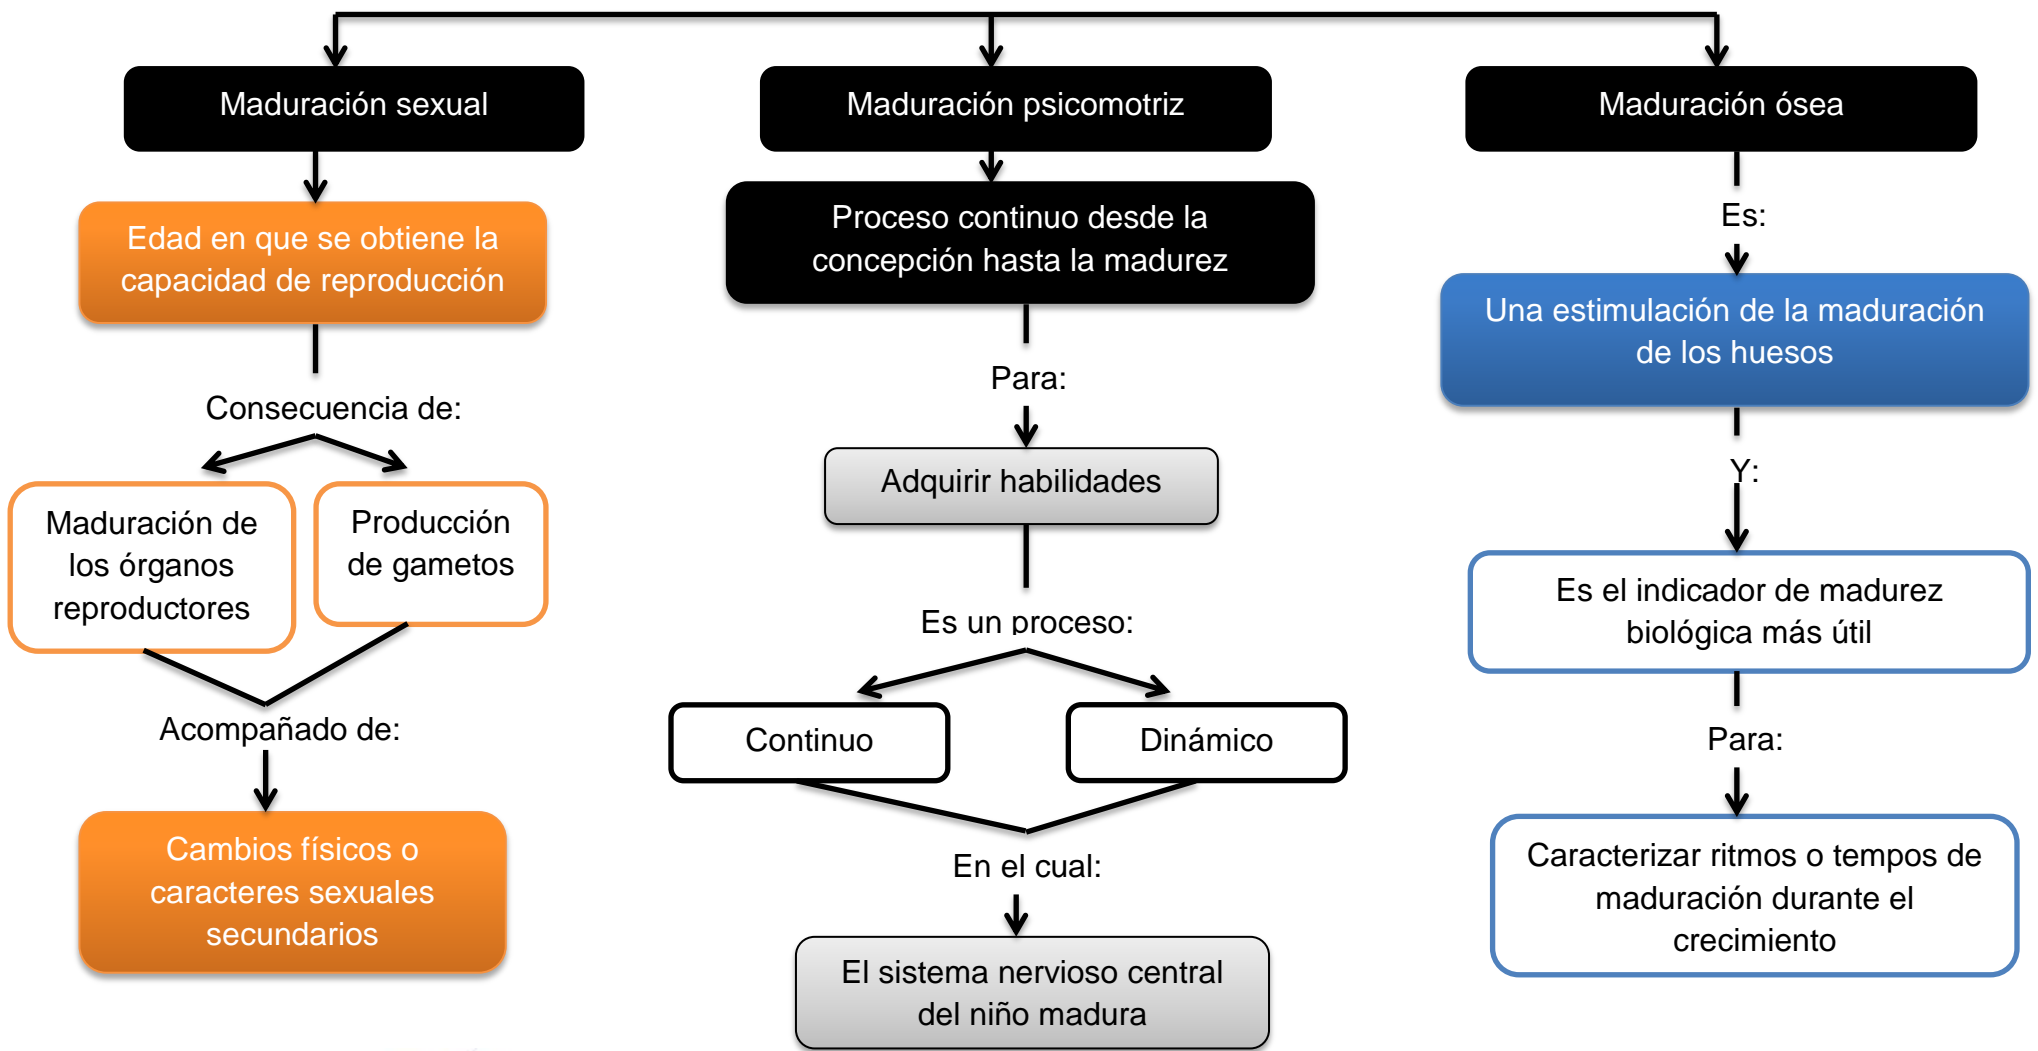 Maduración sexual
Edad en que se obtiene la
capacidad de reproducción
Consecuencia de:
Maduración de
los órganos
reproductores
Producción
de gametos
Acompañado de:
Cambios físicos o
caracteres sexuales
secundarios
Maduración psicomotriz
Proceso continuo desde la
concepción hasta la madurez
Para:
Adquirir habilidades
Es un proceso:
Continuo
Dinámico
En el cual:
El sistema nervioso central
del niño madura
Maduración ósea
Es:
Una estimulación de la maduración
de los huesos
Y:
Es el indicador de madurez
biológica más útil
Para:
Caracterizar ritmos o tempos de
maduración durante el
crecimiento